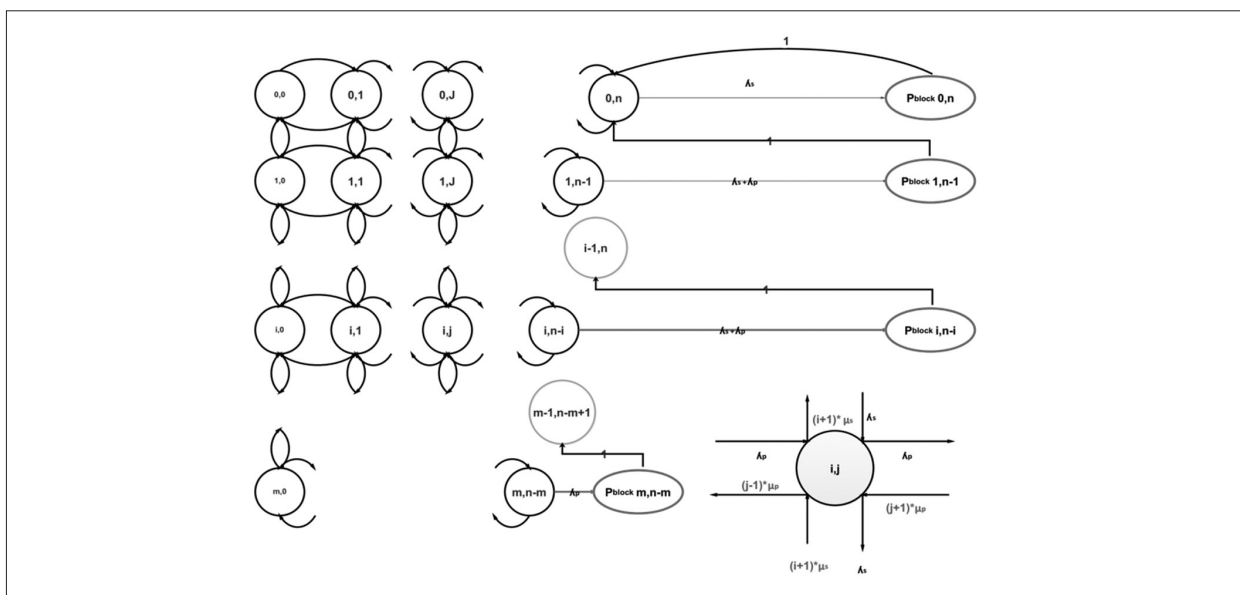 1
0,0
0,1
0,J
0,n
λs
Pblock 0,n
1
1,0
1,1
1,J
1,n-1
λs+λp
Pblock 1,n-1
i-1,n
1
i,0
i,1
i,j
i,n-i
λs+λp
Pblock i,n-i
m-1,n-m+1
1
m,0
m,n-m
λp
Pblock m,n-m
(i+1)*μs
λs
λp
i,j
λp
(j-1)*μp
(j+1)*μp
(i+1)*μs
λs